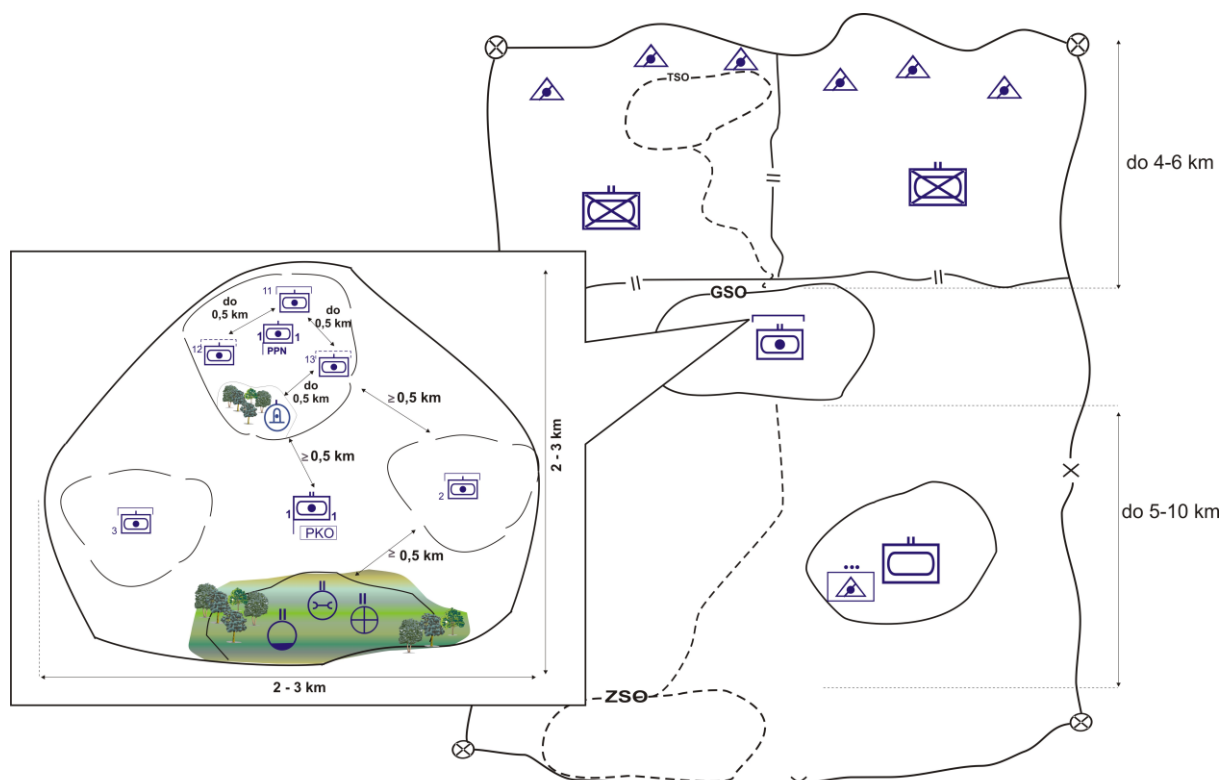 TSO
do 4-6 km
GSO
11
do
0,5 km
do
0,5 km
1
1
PPN
12
13
do
0,5 km
≥ 0,5 km
≥ 0,5 km
2 - 3 km
2
3
1
1
PKO
≥ 0,5 km
do 5-10 km
2 - 3 km
ZSO